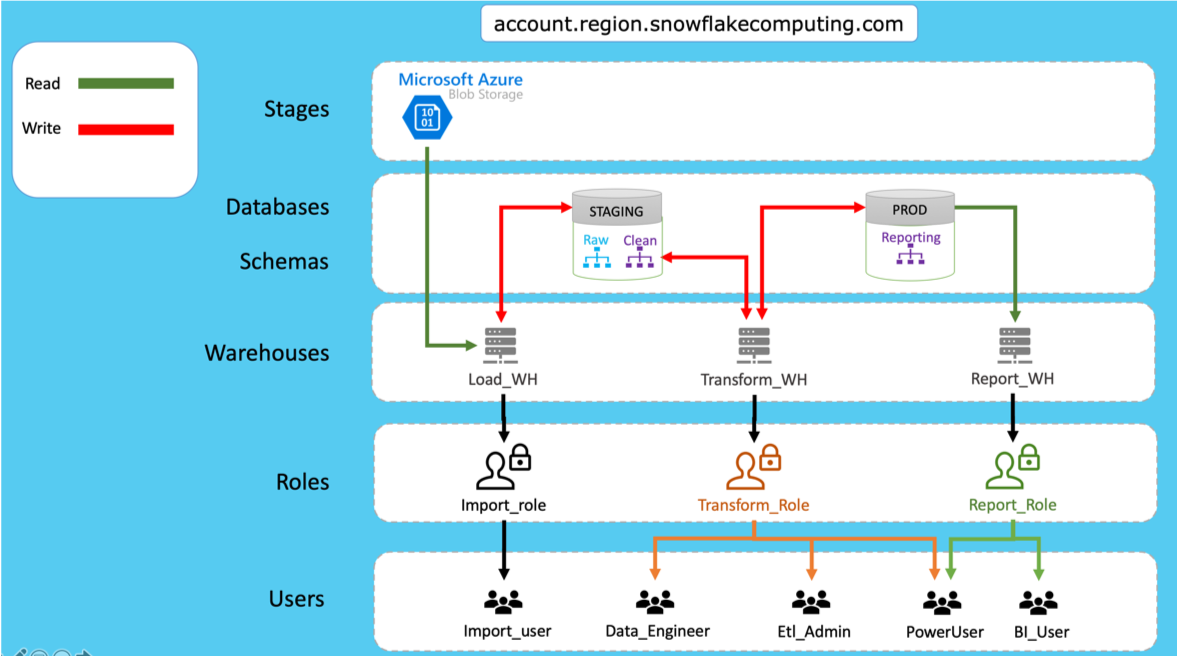 account.region.snowflakecomputing.com
Read
Write
Stages
Microsoft Azure
Blob Storage
10
01
Databases
STAGING
PROD
Raw
Clean
Reporting
Schemas
Warehouses
Load_WH
Transform_WH
Report_WH
Roles
Import_role
Transform_Role
Report_Role
Users
Import_user
Data_Engineer
Etl_Admin
PowerUser
BI_User